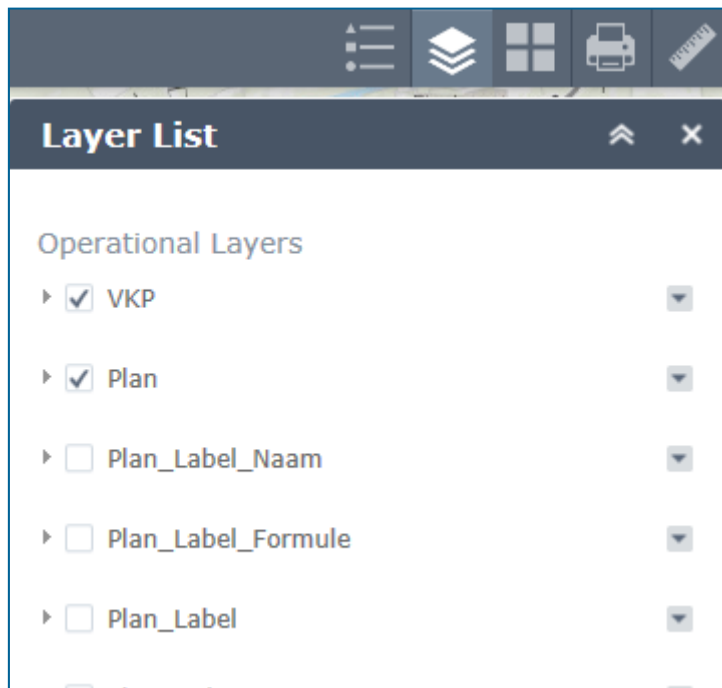 Layer List
Operational Layers
VKP
Plan
Plan_Label_Naam
Plan_Label_Formule
Plan_Label